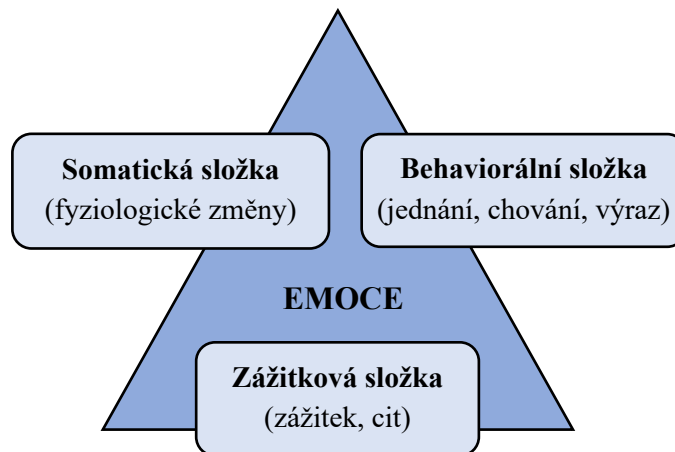 Somatická složka
(fyziologické změny)
Behaviorální složka
(jednání, chování, výraz)
EMOCE
Zážitková složka
(zážitek, cit)